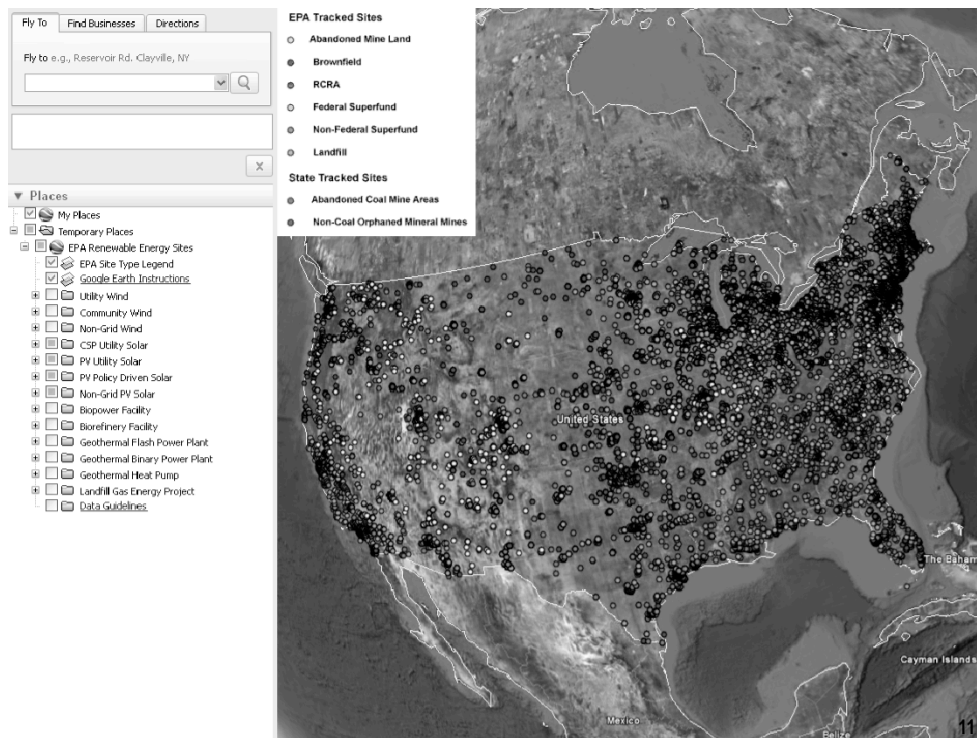 Fly To
Find Businesses
Directions
Fly to e.g., Reservoir Rd. Clayville, NY
X
Places
My Places
Temporary Places
EPA Renewable Energy Sites
EPA Site Type Legend
Google Earth Instructions
Utility Wind
Community Wind
Non-Grid Wind
CSP Utility Solar
PV Utility Solar
PV Policy Driven Solar
Non-Grid PV Solar
Biopower Facility
Biorefinery Facility
Geothermal Flash Power Plant
Geothermal Binary Power Plant
Geothermal Heat Pump
Landfill Gas Energy Project
Data Guidelines
EPA Tracked Sites
Abandoned Mine Land
Brownfield
RCRA
Federal Superfund
Non-Federal Superfund
Landfill
State Tracked Sites
Abandoned Coal Mine Areas
Non-Coal Orphaned Mineral Mines
United States
The Baham
Cayman Islands
Mexico
Belize
11